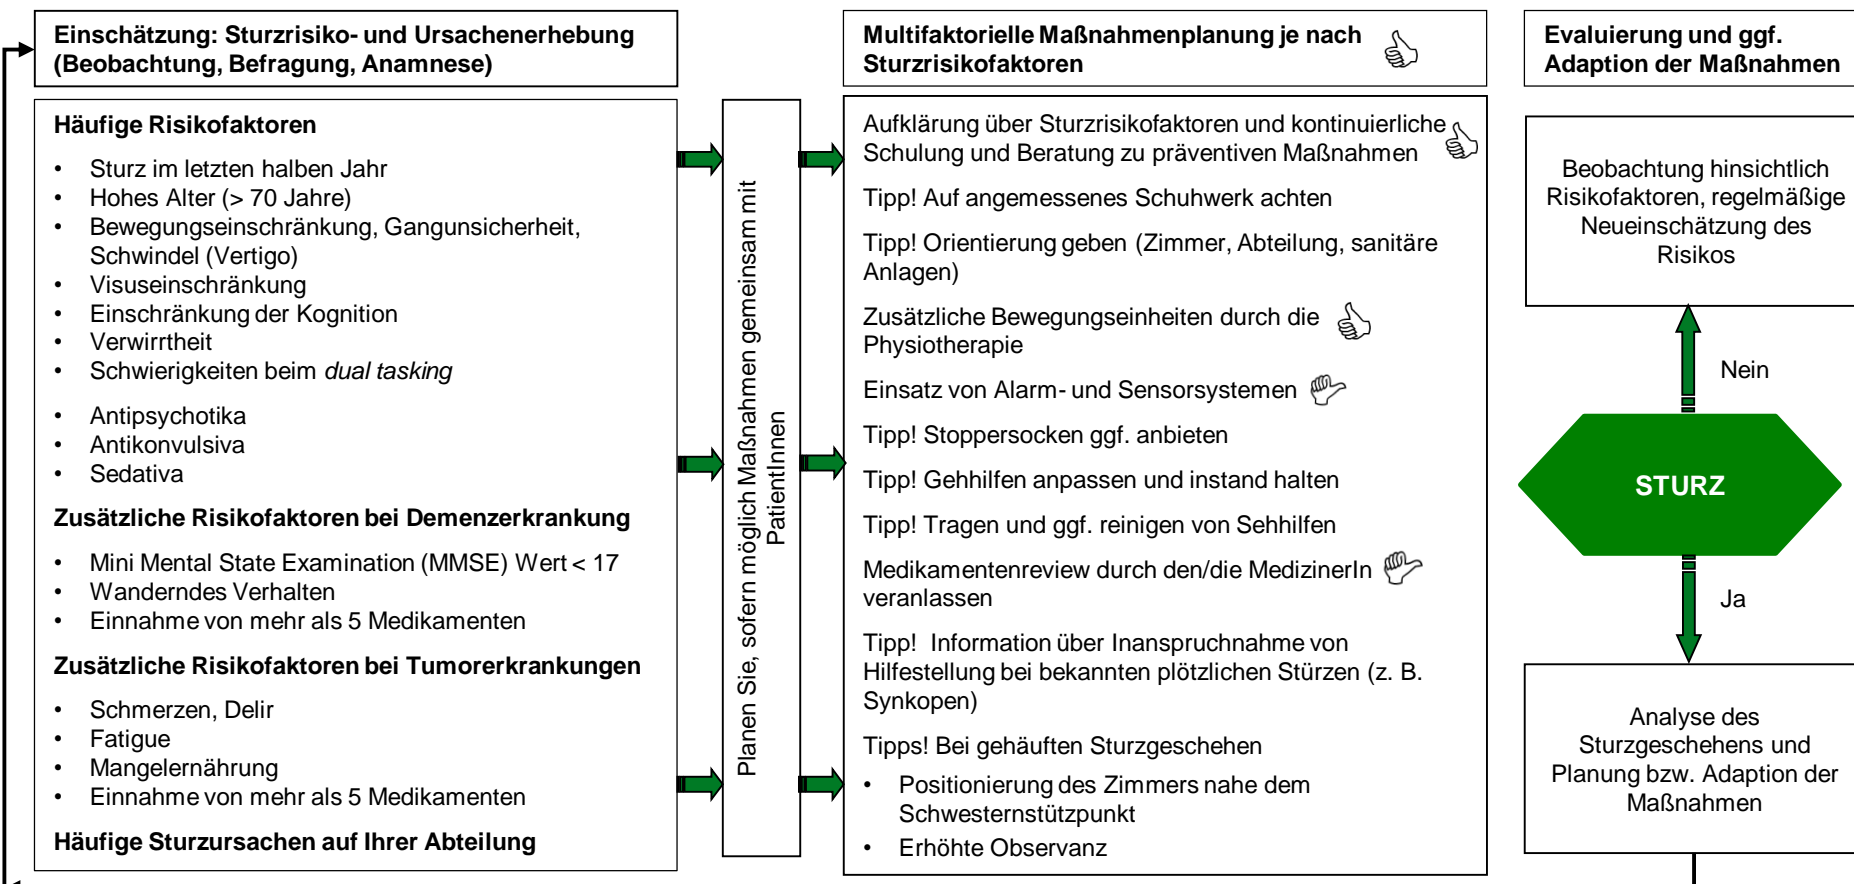 Einschätzung: Sturzrisiko- und Ursachenerhebung
(Beobachtung, Befragung, Anamnese)
Häufige Risikofaktoren
• Sturz im letzten halben Jahr
• Hohes Alter (> 70 Jahre)
• Bewegungseinschränkung, Gangunsicherheit,
Schwindel (Vertigo)
• Visuseinschränkung
• Einschränkung der Kognition
• Verwirrtheit
• Schwierigkeiten beim dual tasking
• Antipsychotika
• Antikonvulsiva
• Sedativa
Zusätzliche Risikofaktoren bei Demenzerkrankung
• Mini Mental State Examination (MMSE) Wert < 17
• Wanderndes Verhalten
• Einnahme von mehr als 5 Medikamenten
Zusätzliche Risikofaktoren bei Tumorerkrankungen
• Schmerzen, Delir
• Fatigue
• Mangelernährung
• Einnahme von mehr als 5 Medikamenten
Häufige Sturzursachen auf Ihrer Abteilung
Planen Sie, sofern möglich Maßnahmen gemeinsam mit
PatientInnen
Multifaktorielle Maßnahmenplanung je nach
Sturzrisikofaktoren
Aufklärung über Sturzrisikofaktoren und kontinuierliche
Schulung und Beratung zu präventiven Maßnahmen
Tipp! Auf angemessenes Schuhwerk achten
Tipp! Orientierung geben (Zimmer, Abteilung, sanitäre
Anlagen)
Zusätzliche Bewegungseinheiten durch die
Physiotherapie
Einsatz von Alarm- und Sensorsystemen
Tipp! Stoppersocken ggf. anbieten
Tipp! Gehhilfen anpassen und instand halten
Tipp! Tragen und ggf. reinigen von Sehhilfen
Medikamentenreview durch den/die MedizinerIn
veranlassen
Tipp! Information über Inanspruchnahme von
Hilfestellung bei bekannten plötzlichen Stürzen (z. B.
Synkopen)
Tipps! Bei gehäuften Sturzgeschehen
• Positionierung des Zimmers nahe dem
Schwesternstützpunkt
• Erhöhte Observanz
Evaluierung und ggf.
Adaption der Maßnahmen
Beobachtung hinsichtlich
Risikofaktoren, regelmäßige
Neueinschätzung des
Risikos
Nein
STURZ
Ja
Analyse des
Sturzgeschehens und
Planung bzw. Adaption der
Maßnahmen